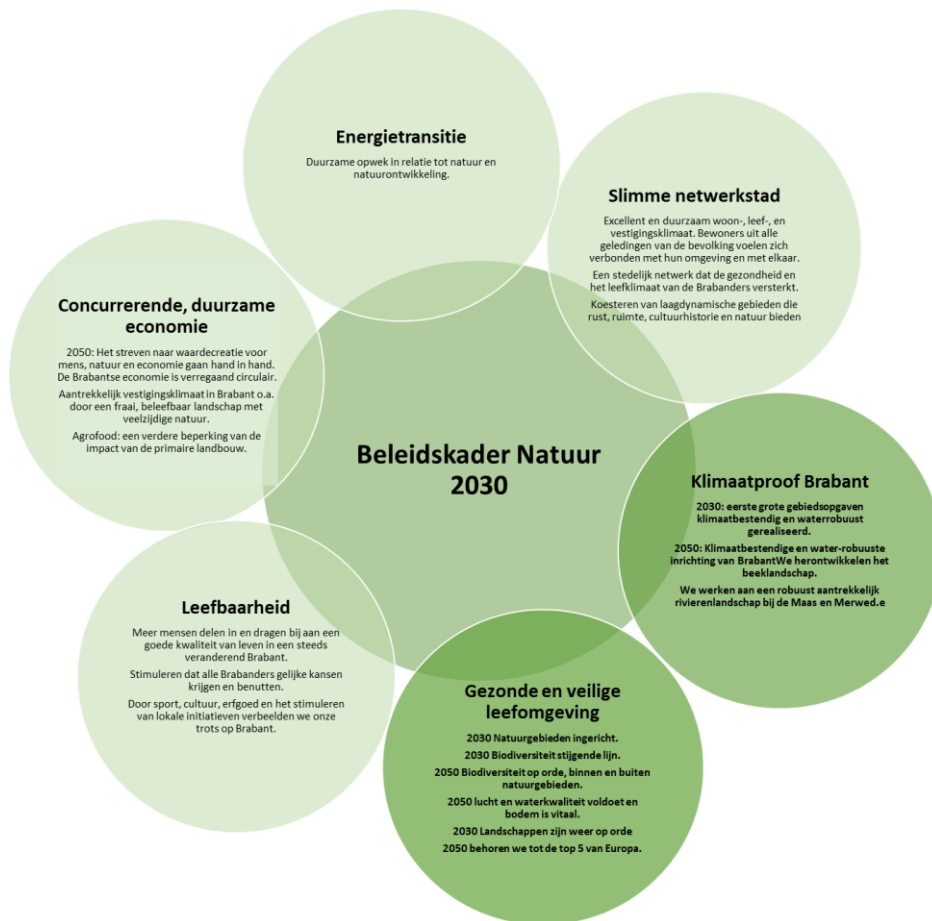 Energietransitie
Duurzame opwek in relatie tot natuur en
natuurontwikkeling.
Slimme netwerkstad
Excellent en duurzaam woon-, leef-, en
vestigingsklimaat. Bewoners uit alle
geledingen van de bevolking voelen zich
verbonden met hun omgeving en met elkaar.
Een stedelijk netwerk dat de gezondheid en
het leefklimaat van de Brabanders versterkt.
Koesteren van laagdynamische gebieden die
rust, ruimte, cultuurhistorie en natuur bieden
Concurrerende, duurzame
economie
2050: Het streven naar waardecreatie voor
mens, natuur en economie gaan hand in hand.
De Brabantse economie is verregaand circulair.
Aantrekkelijk vestigingsklimaat in Brabant o.a.
door een fraai, beleefbaar landschap met
veelzijdige natuur.
Agrofood: een verdere beperking van de
impact van de primaire landbouw.
Beleidskader Natuur
2030
Klimaatproof Brabant
2030: eerste grote gebiedsopgaven
klimaatbestendig en waterrobuust
gerealiseerd.
2050: Klimaatbestendige en water-robuuste
inrichting van BrabantWe herontwikkelen het
beeklandschap.
We werken aan een robuust aantrekkelijk
rivierenlandschap bij de Maas en Merwed.e
Leefbaarheid
Meer mensen delen in en dragen bij aan een
goede kwaliteit van leven in een steeds
veranderend Brabant.
Stimuleren dat alle Brabanders gelijke kansen
krijgen en benutten.
Door sport, cultuur, erfgoed en het stimuleren
van lokale initiatieven verbeelden we onze
trots op Brabant.
Gezonde en veilige
leefomgeving
2030 Natuurgebieden ingericht.
2030 Biodiversiteit stijgende lijn.
2050 Biodiversiteit op orde, binnen en buiten
natuurgebieden.
2050 lucht en waterkwaliteit voldoet en
bodem is vitaal.
2030 Landschappen zijn weer op orde
2050 behoren we tot de top 5 van Europa.